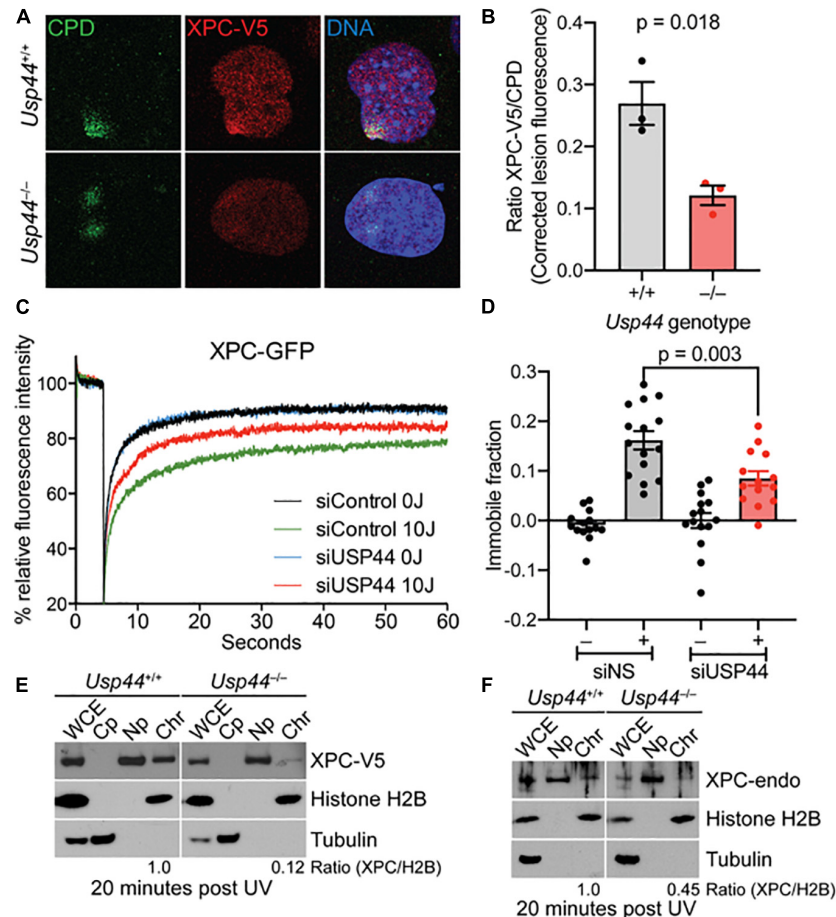 A
CPD
XPC-V5
DNA
Usp44+/+
Usp44–/–
B
p = 0.018
Ratio XPC-V5/CPD
(Corrected lesion fluorescence)
0.4
0.3
0.2
0.1
0.0
+/+
–/–
Usp44 genotype
C
XPC-GFP
% relative fluorescence intensity
100
80
60
40
20
0
10
20
30
40
50
60
Seconds
siControl 0J
siControl 10J
siUSP44 0J
siUSP44 10J
D
p = 0.003
Immobile fraction
0.3
0.2
0.1
0.0
-0.1
-0.2
– + – +
siNS
siUSP44
E
Usp44+/+ Usp44–/–
WCE Cp Np Chr WCE Cp Np Chr
XPC-V5
Histone H2B
Tubulin
1.0 0.12 Ratio (XPC/H2B)
20 minutes post UV
F
Usp44+/+ Usp44–/–
WCE Np Chr WCE Np Chr
XPC-endo
Histone H2B
Tubulin
1.0 0.45 Ratio (XPC/H2B)
20 minutes post UV